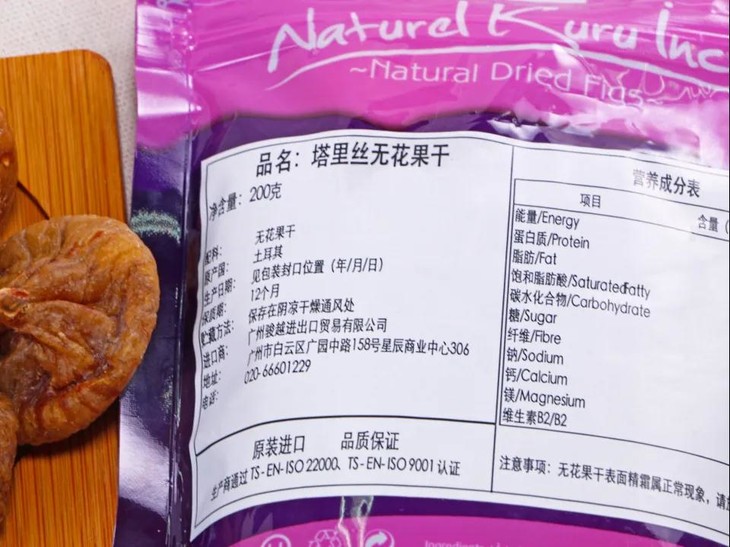 Naturel Kuru Inc
~Natural Dried Figs~
品名：塔里丝无花果干
净含量：200克
配料：无花果干
原产国：土耳其
生产日期：见包装封口位置（年/月/日）
保质期：12个月
贮藏方法：保存在阴凉干燥通风处
进口商：广州骏越进出口贸易有限公司
地址：广州市白云区广园中路158号星辰商业中心306
电话：020-66601229
原装进口 品质保证
生产商通过TS-EN-ISO 22000、TS-EN-ISO 9001认证
营养成分表
项目 含量（
能量/Energy
蛋白质/Protein
脂肪/Fat
饱和脂肪酸/SaturatedFatty
碳水化合物/Carbohydrate
糖/Sugar
纤维/Fibre
钠/Sodium
钙/Calcium
镁/Magnesium
维生素B2/B2
注意事项：无花果干表面精霜属正常现象，请